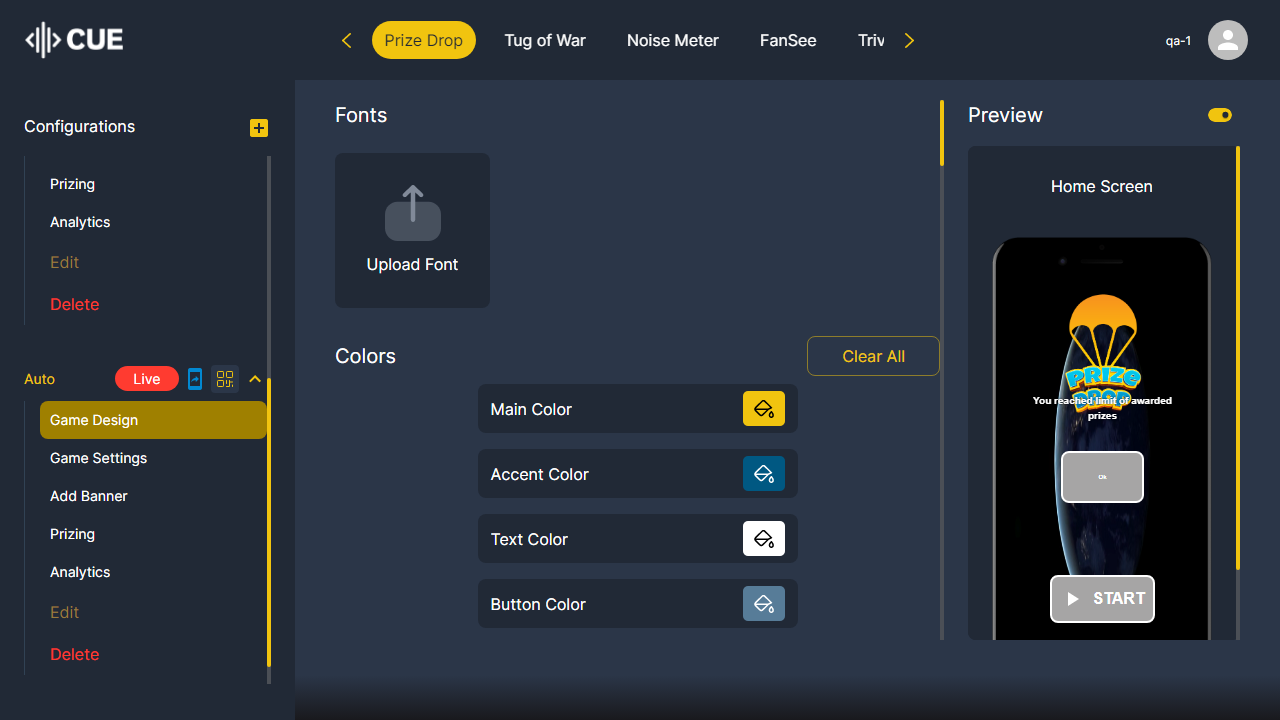 CUE
Prize Drop
Tug of War
Noise Meter
FanSee
Triv
qa-1
Configurations
Prizing
Analytics
Edit
Delete
Auto
Live
Game Design
Game Settings
Add Banner
Prizing
Analytics
Edit
Delete
Fonts
Upload Font
Colors
Clear All
Main Color
Accent Color
Text Color
Button Color
Preview
Home Screen
PRIZE
DROP
You reached limit of awarded
prizes
Ok
START